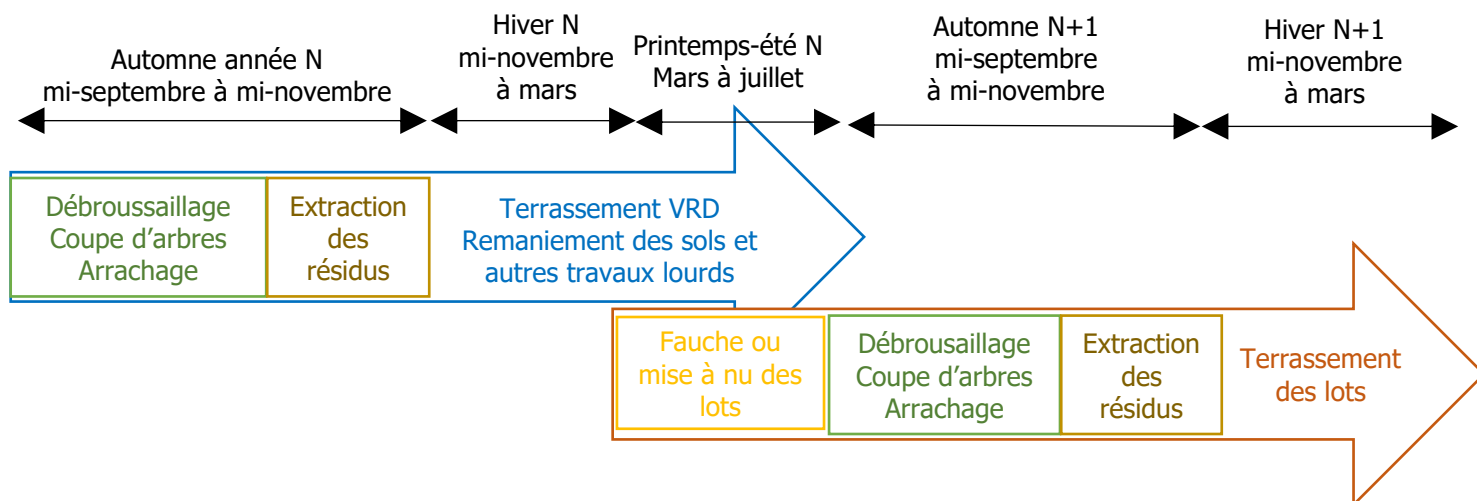 Automne année N
mi-septembre à mi-novembre
Hiver N
mi-novembre
à mars
Printemps-été N
Mars à juillet
Automne N+1
mi-septembre
à mi-novembre
Hiver N+1
mi-novembre
à mars
Débroussaillage
Coupe d'arbres
Arrachage
Extraction
des
résidus
Terrassement VRD
Remaniement des sols et
autres travaux lourds
Fauche ou
mise à nu des
lots
Débrousaillage
Coupe d'arbres
Arrachage
Extraction
des
résidus
Terrassement
des lots